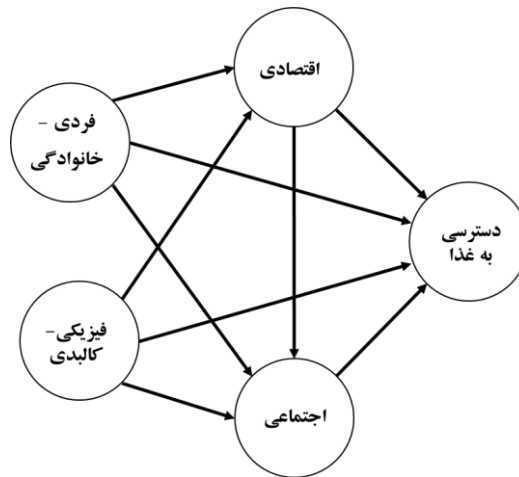 اقتصادی
فردی –
خانوادگی
دسترسی
به غذا
فیزیکی–
کالبدی
اجتماعی